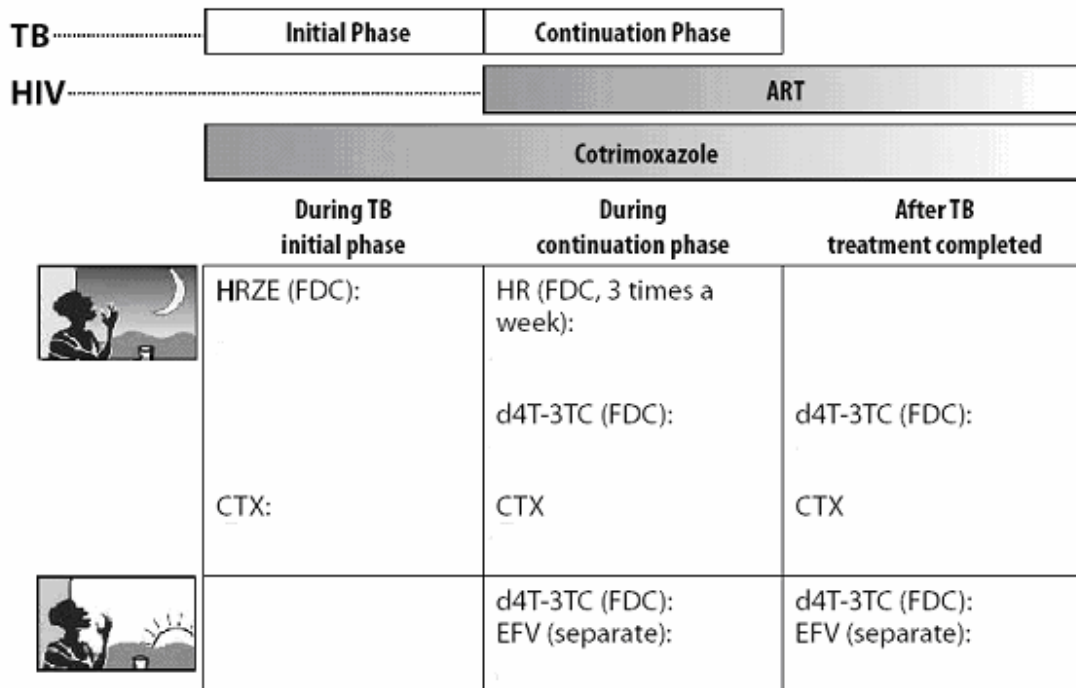 TB
Initial Phase
Continuation Phase
HIV
ART
Cotrimoxazole
During TB
initial phase
During
continuation phase
After TB
treatment completed
HRZE (FDC):
HR (FDC, 3 times a
week):
d4T-3TC (FDC):
d4T-3TC (FDC):
CTX:
CTX
CTX
d4T-3TC (FDC):
EFV (separate):
d4T-3TC (FDC):
EFV (separate):